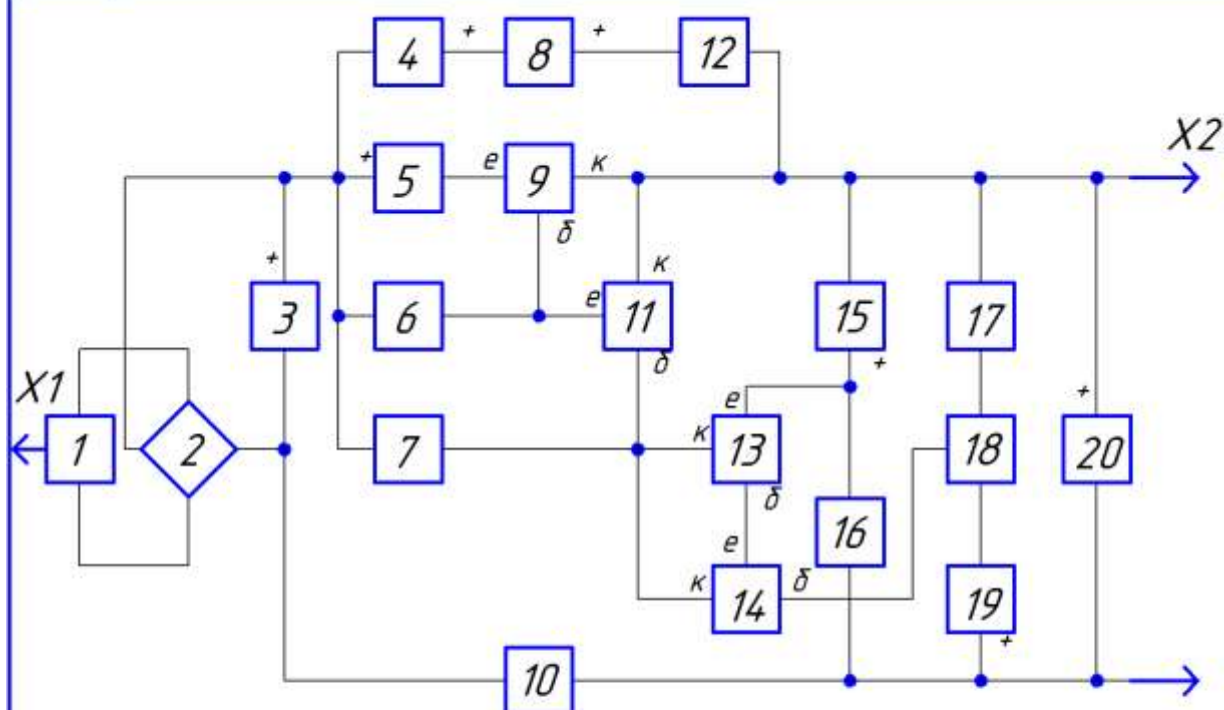 + +
4 8 12
X2
+ е к
5 9
б
+ к
е
3 6 11 15 17
б +
X1
е +
1 2 7 к 13 18 20
б
16
е
к б
14 19
+
10